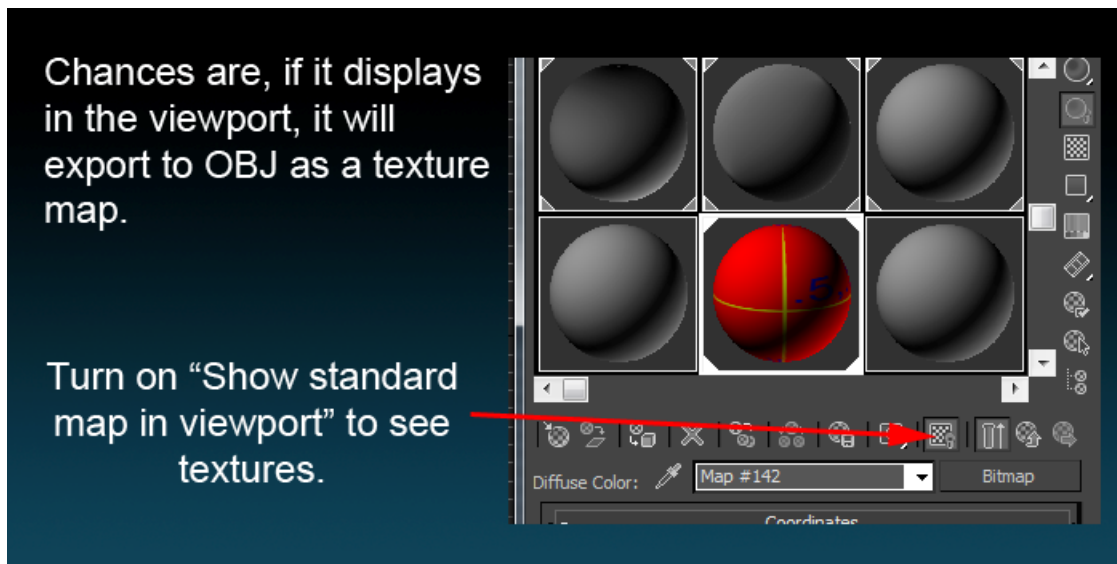 Chances are, if it displays
in the viewport, it will
export to OBJ as a texture
map.
Turn on “Show standard
map in viewport” to see
textures.
.5.
Diffuse Color:
Map #142
Bitmap
Coordinates